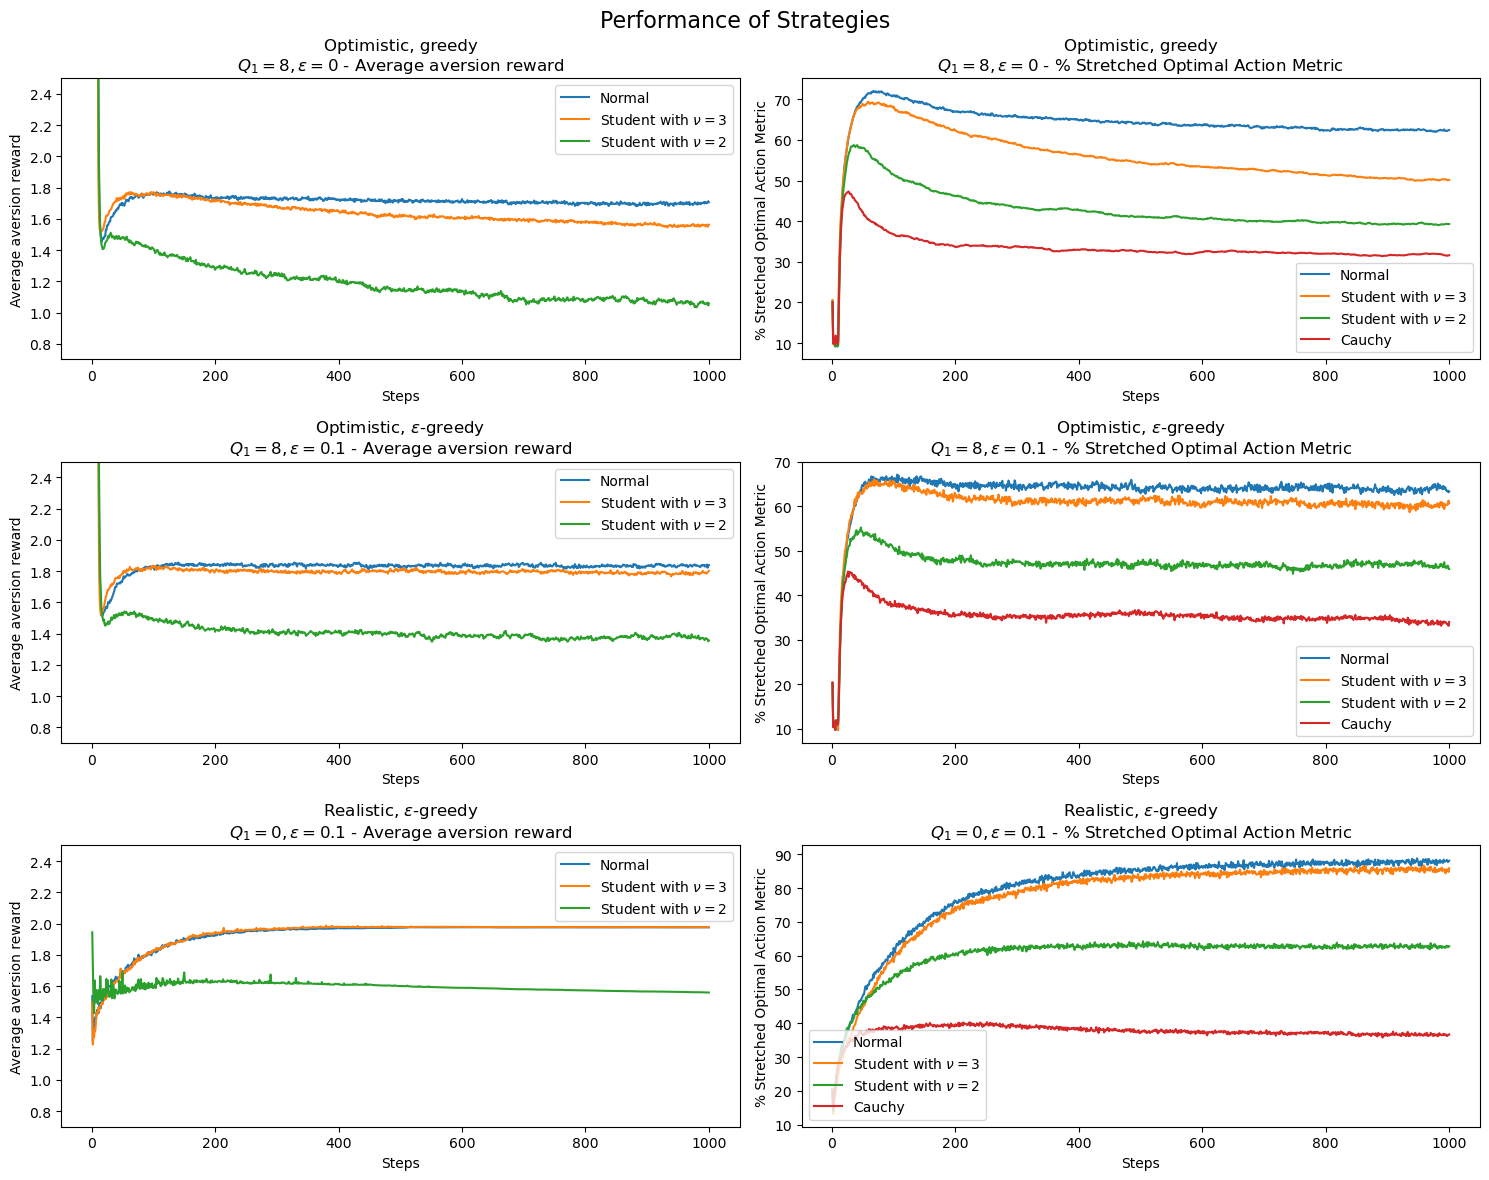 Performance of Strategies
Optimistic, greedy
Q₁ = 8, ε = 0 - Average aversion reward
Average aversion reward
2.4
2.2
2.0
1.8
1.6
1.4
1.2
1.0
0.8
Normal
Student with ν = 3
Student with ν = 2
0 200 400 600 800 1000
Steps
Optimistic, greedy
Q₁ = 8, ε = 0 - % Stretched Optimal Action Metric
% Stretched Optimal Action Metric
70
60
50
40
30
20
10
Normal
Student with ν = 3
Student with ν = 2
Cauchy
0 200 400 600 800 1000
Steps
Optimistic, ε-greedy
Q₁ = 8, ε = 0.1 - Average aversion reward
Average aversion reward
2.4
2.2
2.0
1.8
1.6
1.4
1.2
1.0
0.8
Normal
Student with ν = 3
Student with ν = 2
0 200 400 600 800 1000
Steps
Optimistic, ε-greedy
Q₁ = 8, ε = 0.1 - % Stretched Optimal Action Metric
% Stretched Optimal Action Metric
70
60
50
40
30
20
10
Normal
Student with ν = 3
Student with ν = 2
Cauchy
0 200 400 600 800 1000
Steps
Realistic, ε-greedy
Q₁ = 0, ε = 0.1 - Average aversion reward
Average aversion reward
2.4
2.2
2.0
1.8
1.6
1.4
1.2
1.0
0.8
Normal
Student with ν = 3
Student with ν = 2
0 200 400 600 800 1000
Steps
Realistic, ε-greedy
Q₁ = 0, ε = 0.1 - % Stretched Optimal Action Metric
% Stretched Optimal Action Metric
90
80
70
60
50
40
30
20
10
Normal
Student with ν = 3
Student with ν = 2
Cauchy
0 200 400 600 800 1000
Steps